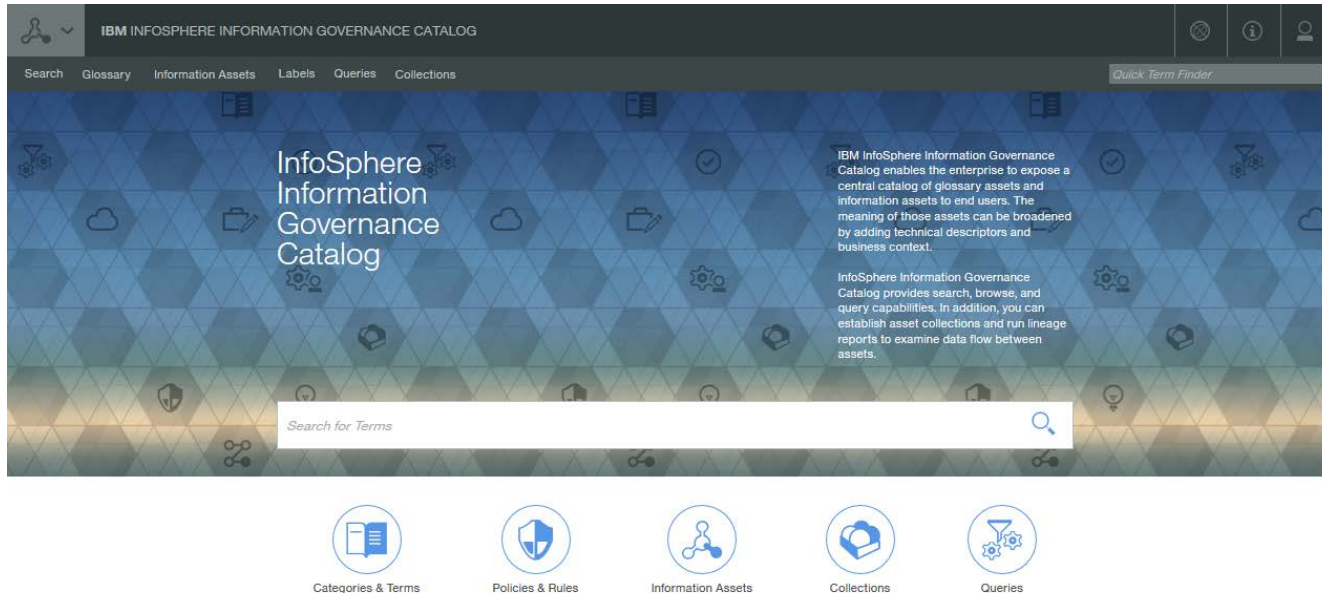 IBM INFOSPHERE INFORMATION GOVERNANCE CATALOG
Search Glossary Information Assets Labels Queries Collections Quick Term Finder
InfoSphere
Information
Governance
Catalog
IBM InfoSphere Information Governance
Catalog enables the enterprise to expose a
central catalog of glossary assets and
information assets to end users. The
meaning of those assets can be broadened
by adding technical descriptors and
business context.
InfoSphere Information Governance
Catalog provides search, browse, and
query capabilities. In addition, you can
establish asset collections and run lineage
reports to examine data flow between
assets.
Search for Terms
Categories & Terms Policies & Rules Information Assets Collections Queries